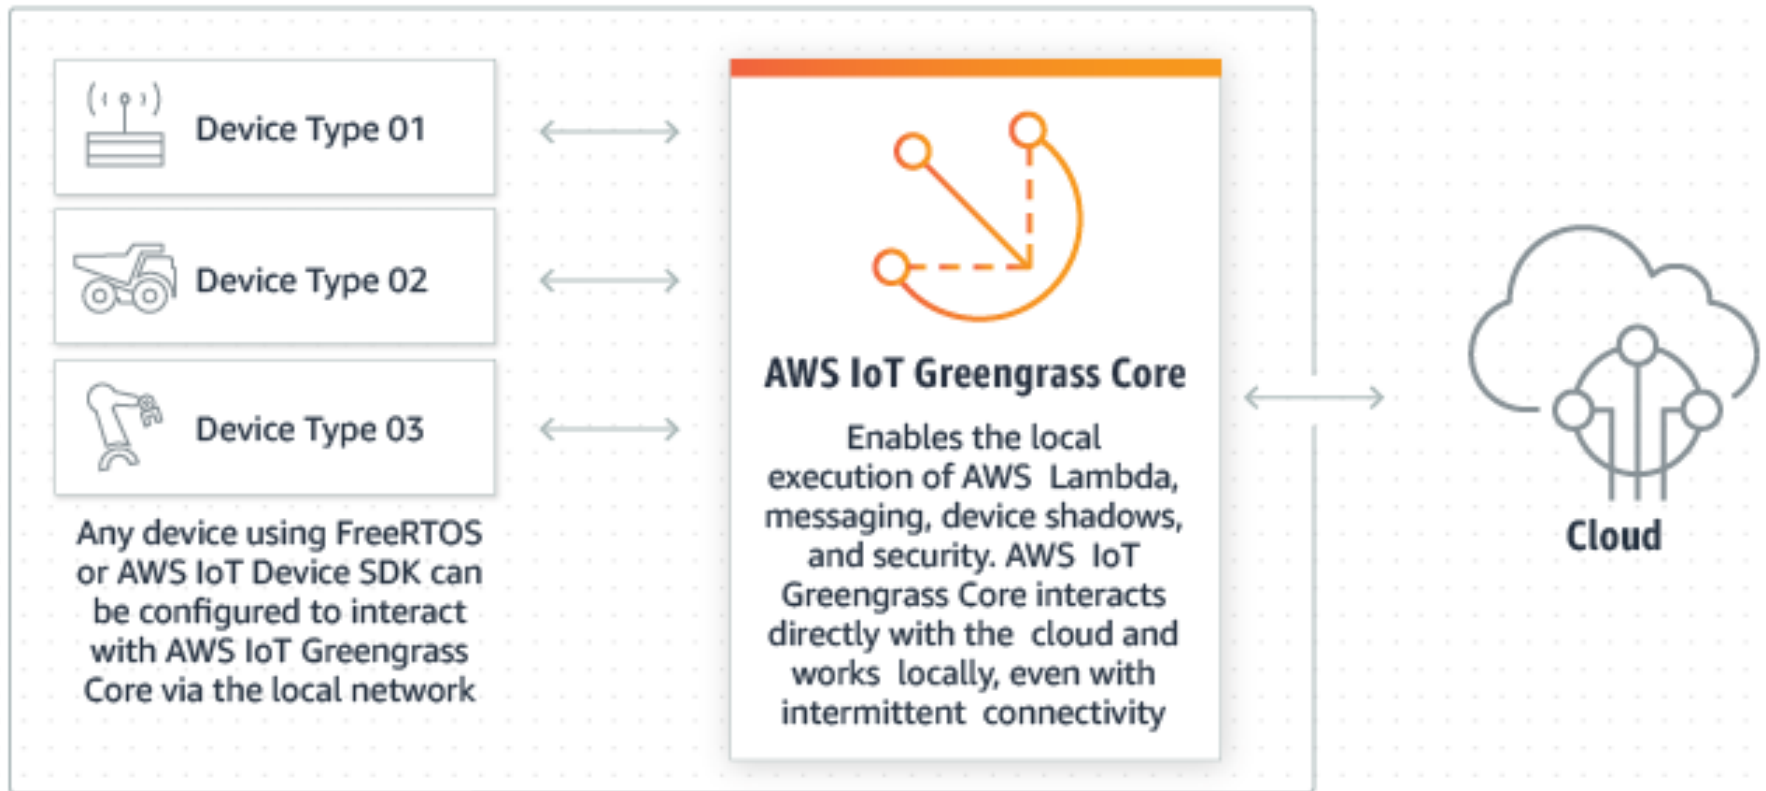 Device Type 01
Device Type 02
Device Type 03
Any device using FreeRTOS
or AWS IoT Device SDK can
be configured to interact
with AWS IoT Greengrass
Core via the local network
AWS IoT Greengrass Core
Enables the local
execution of AWS Lambda,
messaging, device shadows,
and security. AWS IoT
Greengrass Core interacts
directly with the cloud and
works locally, even with
intermittent connectivity
Cloud